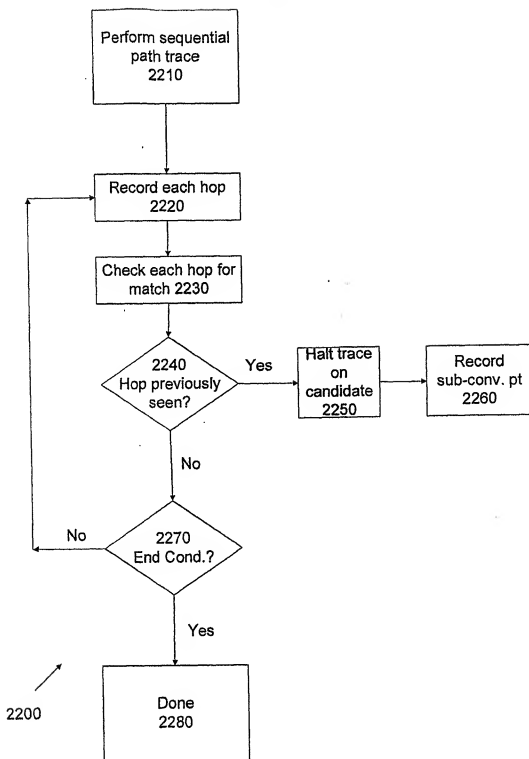 Perform sequential
path trace
2210
Record each hop
2220
Check each hop for
match 2230
2240
Hop previously
seen?
Yes
Halt trace
on
candidate
2250
Record
sub-conv. pt
2260
No
2270
End Cond.?
No
Yes
Done
2280
2200